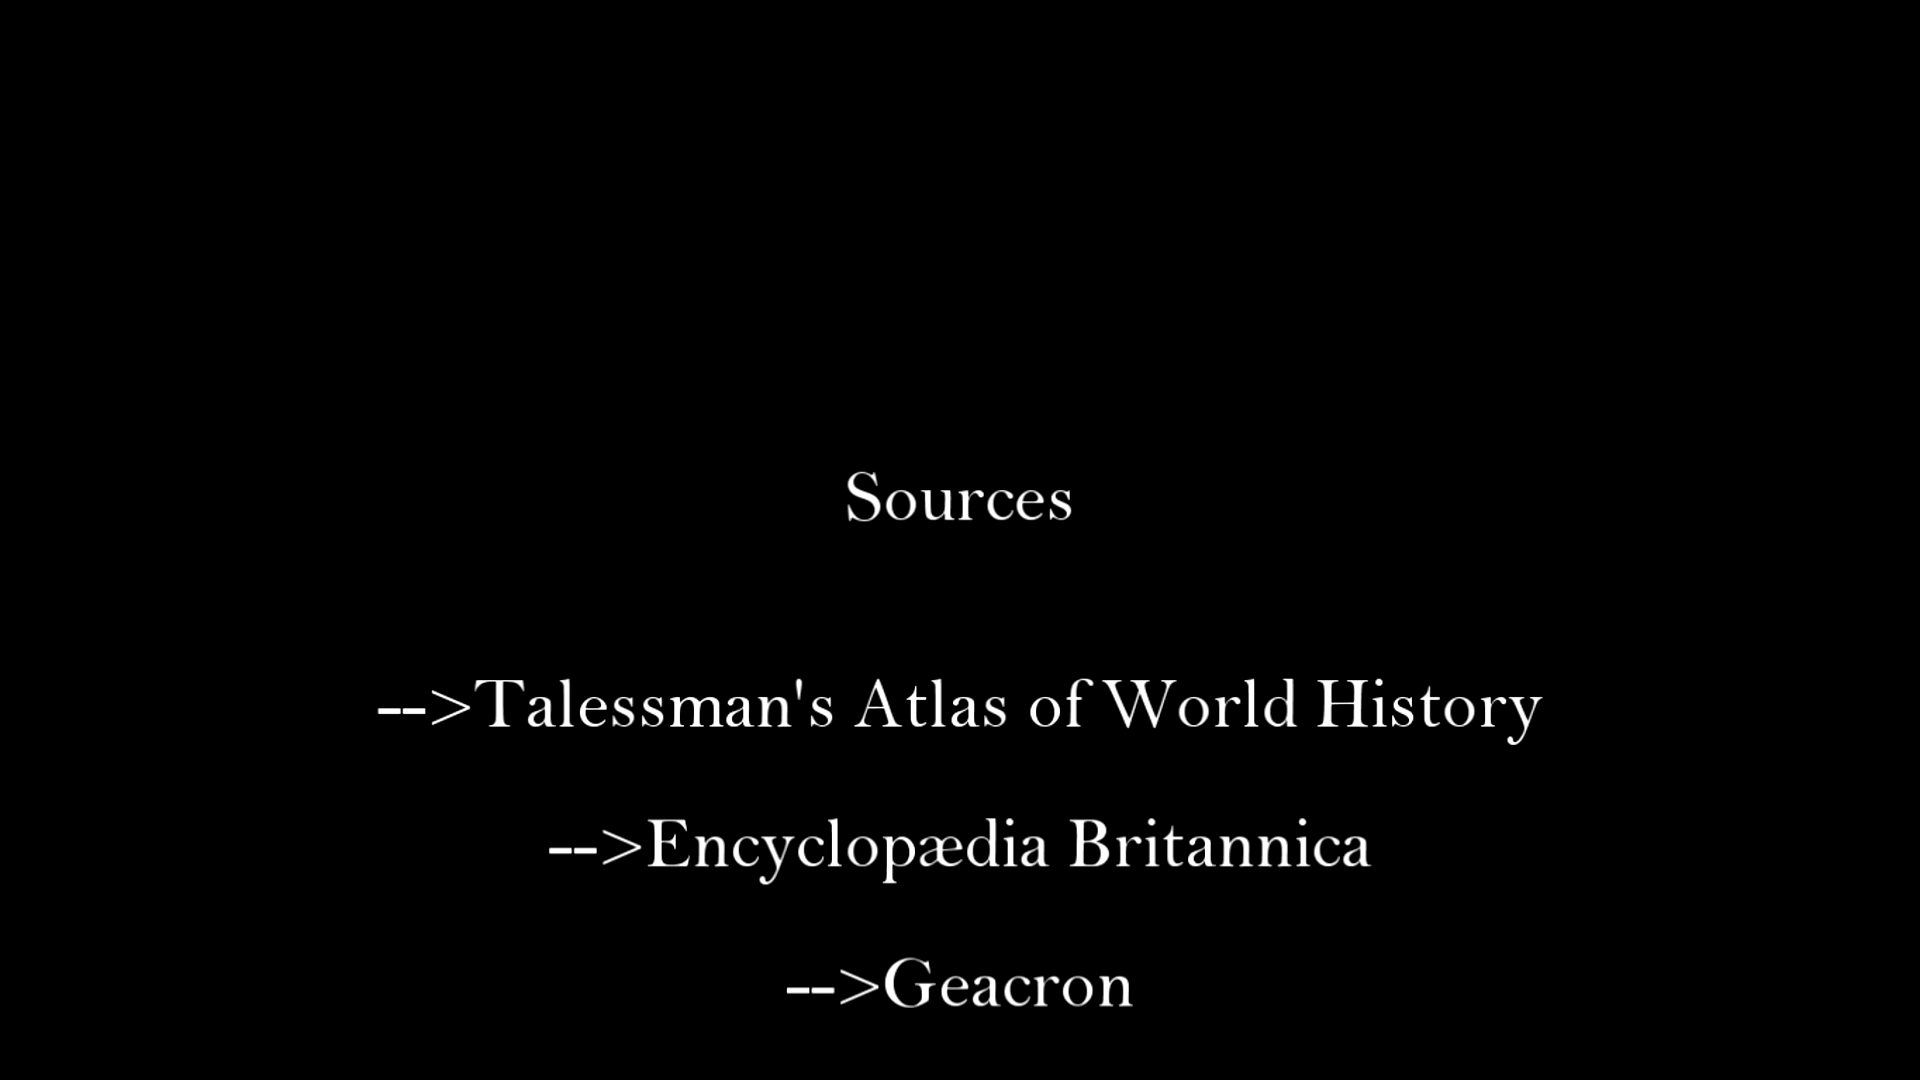 Sources
-->Talessman's Atlas of World History
-->Encyclopædia Britannica
-->Geacron